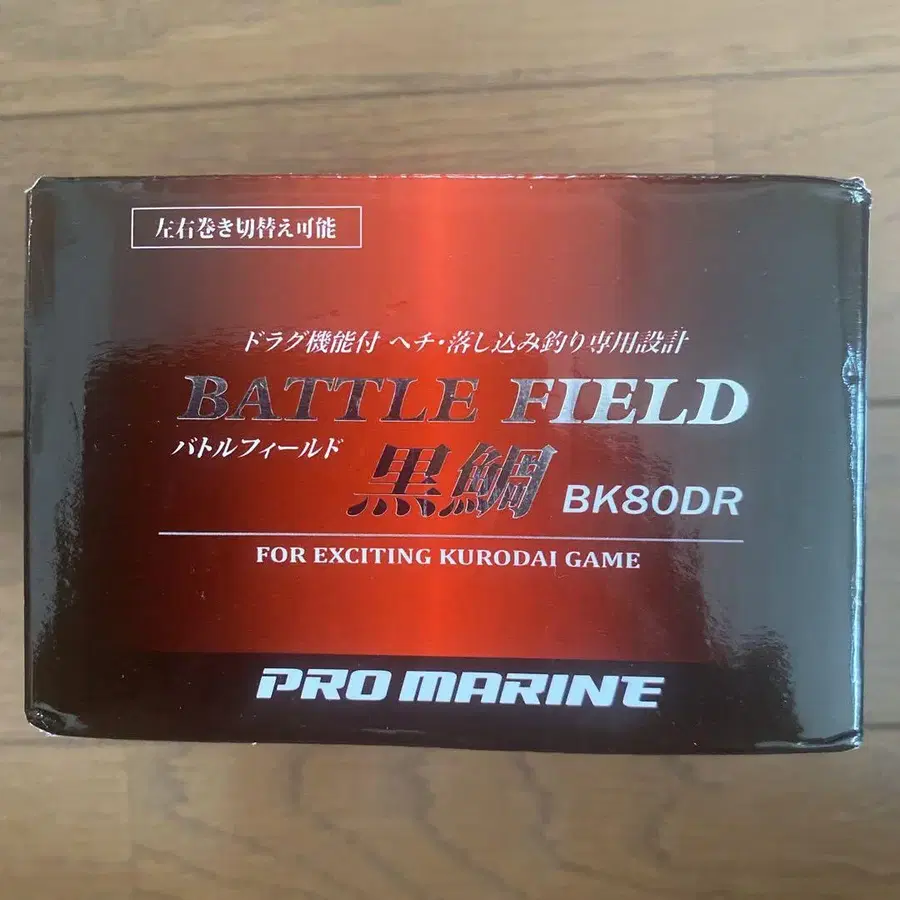 左右巻き切替え可能
ドラグ機能付 ヘチ・落し込み釣り専用設計
BATTLE FIELD
バトルフィールド
黒鯛 BK80DR
FOR EXCITING KURODAI GAME
PRO MARINE